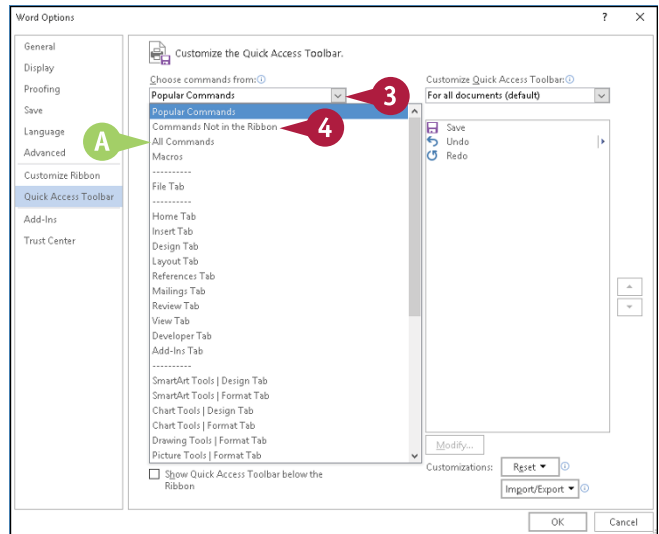 Word Options
?
General
Display
Proofing
Save
Language
Advanced
Customize Ribbon
Quick Access Toolbar
Add-Ins
Trust Center
Customize the Quick Access Toolbar.
Choose commands from:
Popular Commands
3
Popular Commands
Commands Not in the Ribbon
4
A
All Commands
Macros
----------
File Tab
----------
Home Tab
Insert Tab
Design Tab
Layout Tab
References Tab
Mailings Tab
Review Tab
View Tab
Developer Tab
Add-Ins Tab
----------
SmartArt Tools | Design Tab
SmartArt Tools | Format Tab
Chart Tools | Design Tab
Chart Tools | Format Tab
Drawing Tools | Format Tab
Picture Tools | Format Tab
Show Quick Access Toolbar below the
Ribbon
Customize Quick Access Toolbar:
For all documents (default)
Save
Undo
Redo
Modify...
Customizations:
Reset
Import/Export
OK
Cancel